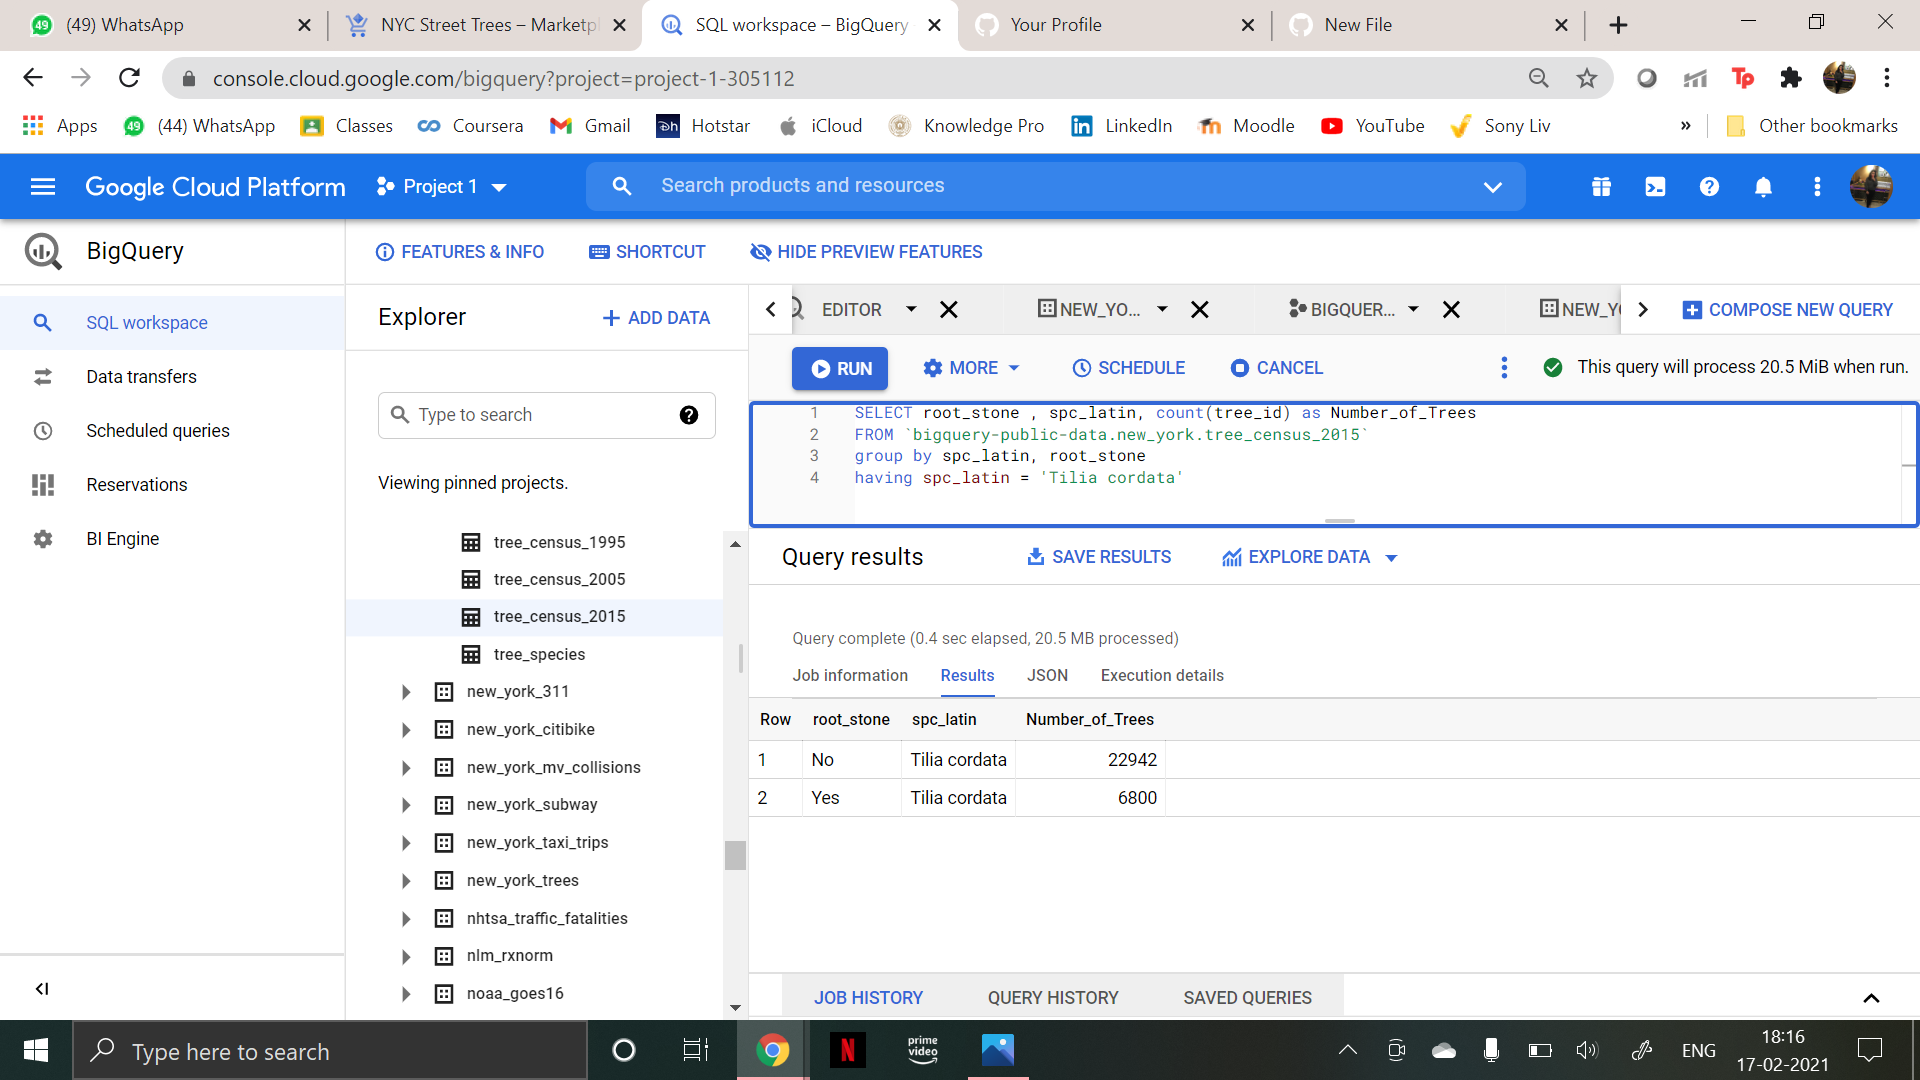 (49) WhatsApp
NYC Street Trees – Marketpl
SQL workspace – BigQuery
Your Profile
New File
console.cloud.google.com/bigquery?project=project-1-305112
Tp
Apps
49
(44) WhatsApp
Classes
Coursera
Gmail
Hotstar
iCloud
Knowledge Pro
LinkedIn
Moodle
YouTube
Sony Liv
»
Other bookmarks
Google Cloud Platform
Project 1
Search products and resources
BigQuery
FEATURES & INFO
SHORTCUT
HIDE PREVIEW FEATURES
SQL workspace
Data transfers
Scheduled queries
Reservations
BI Engine
Explorer
+ ADD DATA
Type to search
Viewing pinned projects.
tree_census_1995
tree_census_2005
tree_census_2015
tree_species
new_york_311
new_york_citibike
new_york_mv_collisions
new_york_subway
new_york_taxi_trips
new_york_trees
nhtsa_traffic_fatalities
nlm_rxnorm
noaa_goes16
EDITOR
NEW_YO...
BIGQUER...
NEW_YO
COMPOSE NEW QUERY
RUN
MORE
SCHEDULE
CANCEL
This query will process 20.5 MiB when run.
1 SELECT root_stone , spc_latin, count(tree_id) as Number_of_Trees
2 FROM `bigquery-public-data.new_york.tree_census_2015`
3 group by spc_latin, root_stone
4 having spc_latin = 'Tilia cordata'
Query results
SAVE RESULTS
EXPLORE DATA
Query complete (0.4 sec elapsed, 20.5 MB processed)
Job information Results JSON Execution details
Row root_stone spc_latin Number_of_Trees
1 No Tilia cordata 22942
2 Yes Tilia cordata 6800
JOB HISTORY QUERY HISTORY SAVED QUERIES
Type here to search
N
prime video
ENG
18:16
17-02-2021